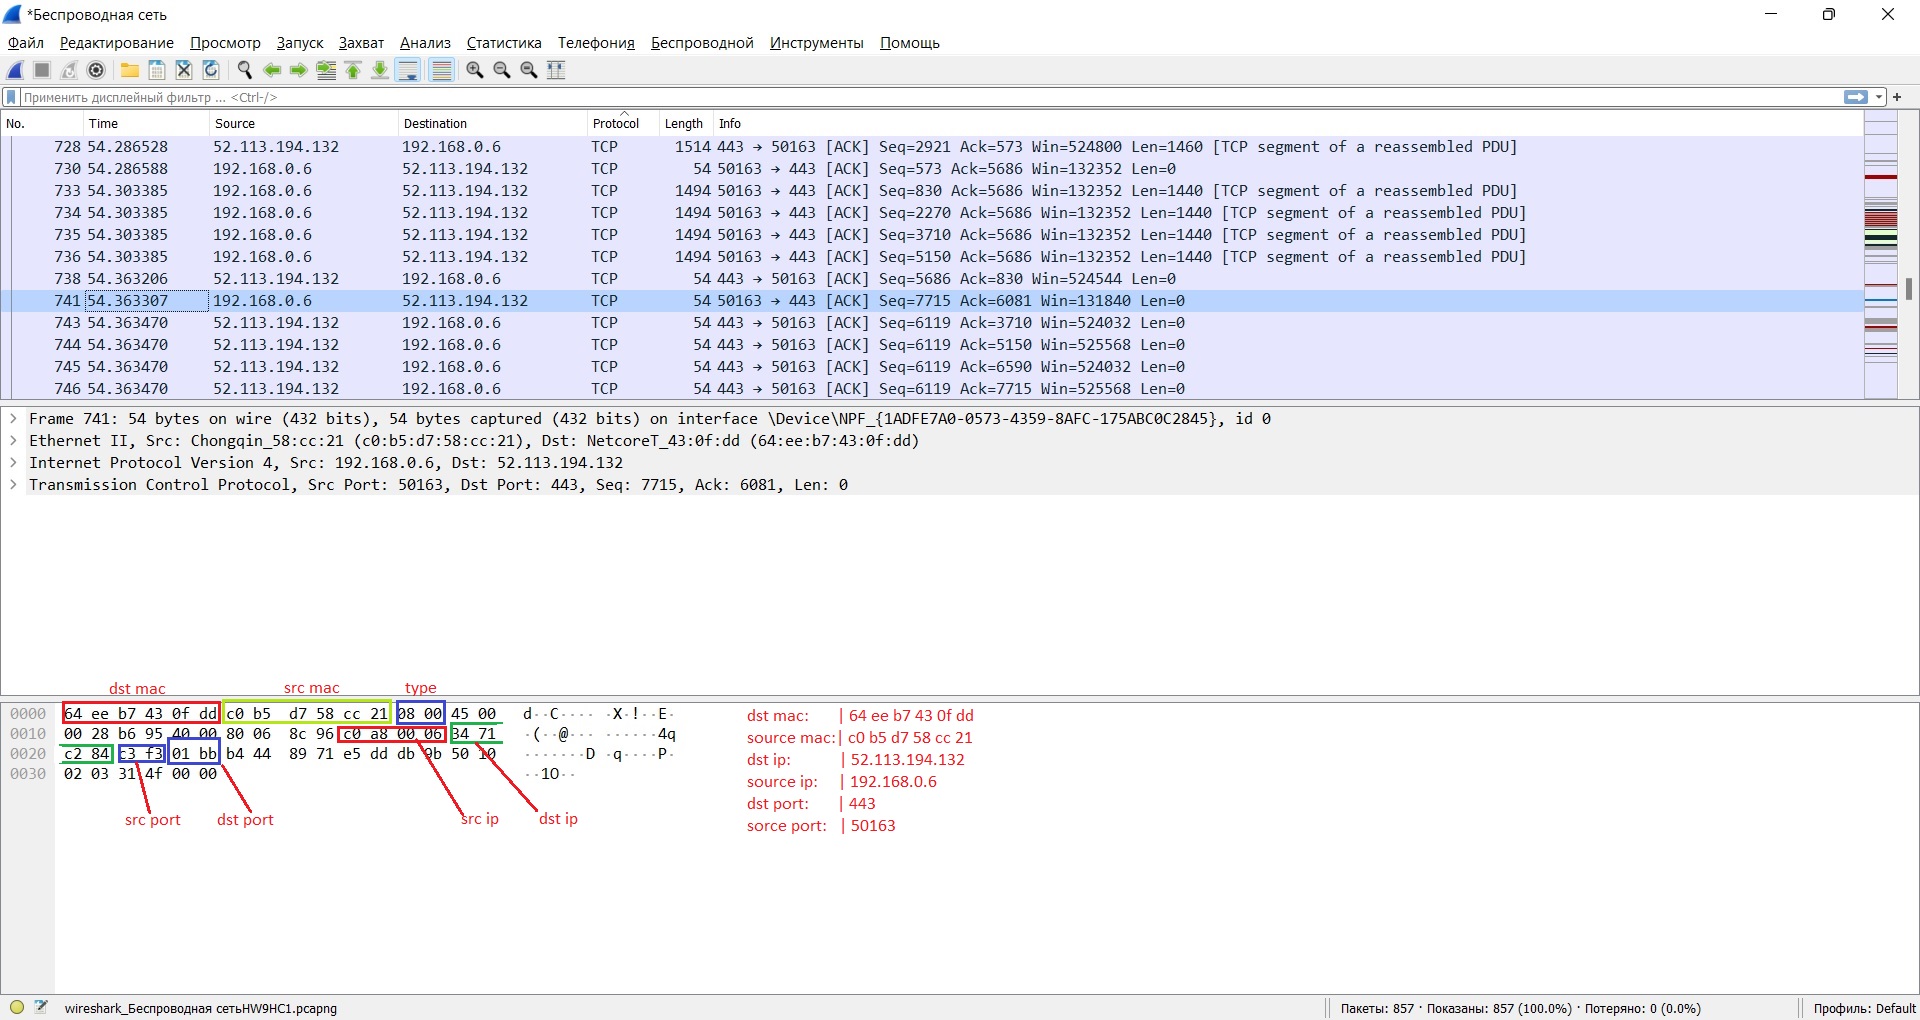 *Беспроводная сеть
Файл Редактирование Просмотр Запуск Захват Анализ Статистика Телефония Беспроводной Инструменты Помощь
Применить дисплейный фильтр ... <Ctrl-/>
No. Time Source Destination Protocol Length Info
728 54.286528 52.113.194.132 192.168.0.6 TCP 1514 443 → 50163 [ACK] Seq=2921 Ack=573 Win=524800 Len=1460 [TCP segment of a reassembled PDU]
730 54.286588 192.168.0.6 52.113.194.132 TCP 54 50163 → 443 [ACK] Seq=573 Ack=5686 Win=132352 Len=0
733 54.303385 192.168.0.6 52.113.194.132 TCP 1494 50163 → 443 [ACK] Seq=830 Ack=5686 Win=132352 Len=1440 [TCP segment of a reassembled PDU]
734 54.303385 192.168.0.6 52.113.194.132 TCP 1494 50163 → 443 [ACK] Seq=2270 Ack=5686 Win=132352 Len=1440 [TCP segment of a reassembled PDU]
735 54.303385 192.168.0.6 52.113.194.132 TCP 1494 50163 → 443 [ACK] Seq=3710 Ack=5686 Win=132352 Len=1440 [TCP segment of a reassembled PDU]
736 54.303385 192.168.0.6 52.113.194.132 TCP 1494 50163 → 443 [ACK] Seq=5150 Ack=5686 Win=132352 Len=1440 [TCP segment of a reassembled PDU]
738 54.363206 52.113.194.132 192.168.0.6 TCP 54 443 → 50163 [ACK] Seq=5686 Ack=830 Win=524544 Len=0
741 54.363307 192.168.0.6 52.113.194.132 TCP 54 50163 → 443 [ACK] Seq=7715 Ack=6081 Win=131840 Len=0
743 54.363470 52.113.194.132 192.168.0.6 TCP 54 443 → 50163 [ACK] Seq=6119 Ack=3710 Win=524032 Len=0
744 54.363470 52.113.194.132 192.168.0.6 TCP 54 443 → 50163 [ACK] Seq=6119 Ack=5150 Win=525568 Len=0
745 54.363470 52.113.194.132 192.168.0.6 TCP 54 443 → 50163 [ACK] Seq=6119 Ack=6590 Win=524032 Len=0
746 54.363470 52.113.194.132 192.168.0.6 TCP 54 443 → 50163 [ACK] Seq=6119 Ack=7715 Win=525568 Len=0
Frame 741: 54 bytes on wire (432 bits), 54 bytes captured (432 bits) on interface \Device\NPF_{1ADFE7A0-0573-4359-8AFC-175ABC0C2845}, id 0
Ethernet II, Src: Chongqin_58:cc:21 (c0:b5:d7:58:cc:21), Dst: NetcoreT_43:0f:dd (64:ee:b7:43:0f:dd)
Internet Protocol Version 4, Src: 192.168.0.6, Dst: 52.113.194.132
Transmission Control Protocol, Src Port: 50163, Dst Port: 443, Seq: 7715, Ack: 6081, Len: 0
dst mac src mac type
0000 64 ee b7 43 0f dd c0 b5 d7 58 cc 21 08 00 45 00 d··C···· ·X·!··E·
0010 00 28 b6 95 40 00 80 06 8c 96 c0 a8 00 06 34 71 ·(··@··· ······4q
0020 c2 84 c3 f3 01 bb b4 44 89 71 e5 dd db 9b 50 10 ·······D ·q····P·
0030 02 03 31 4f 00 00 ··1O··
src port dst port src ip dst ip
dst mac: | 64 ee b7 43 0f dd
source mac: | c0 b5 d7 58 cc 21
dst ip: | 52.113.194.132
source ip: | 192.168.0.6
dst port: | 443
sorce port: | 50163
wireshark_Беспроводная сетьHW9HC1.pcapng Пакеты: 857 · Показаны: 857 (100.0%) · Потеряно: 0 (0.0%) Профиль: Default